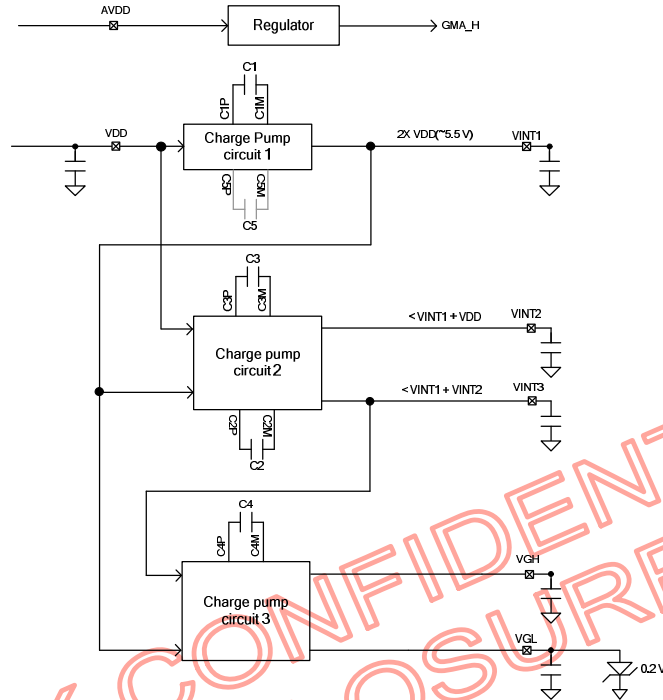 AVDD
Regulator
GMA_H
C1
C1P
C1M
VDD
Charge Pump
circuit 1
2X VDD(~5.5 V)
VINT1
C5P
C5M
C5
C3
C3P
C3M
< VINT1 + VDD
VINT2
Charge pump
circuit2
< VINT1 + VINT2
VINT3
C2P
C2M
C2
C4
C4P
C4M
VGH
Charge pump
circuit 3
VGL
0.2 V
CONFIDENT
OSURE